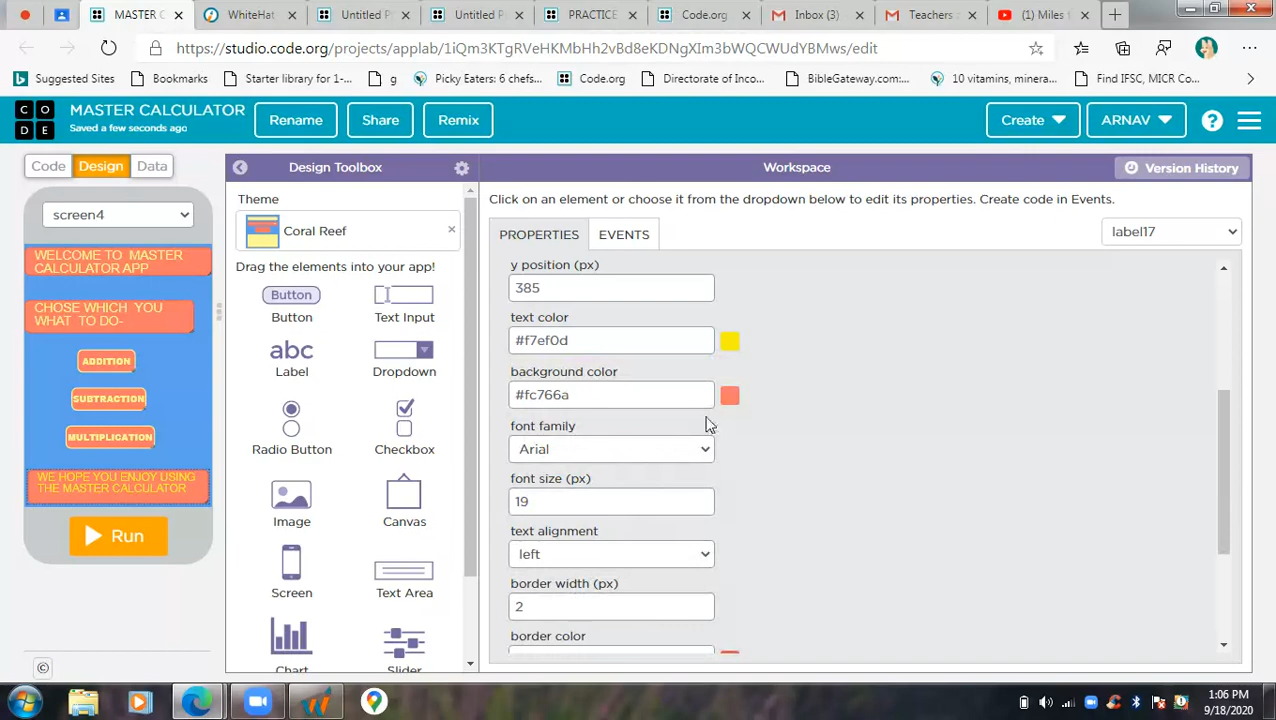 MASTER C
WhiteHat
Untitled P
Untitled P
PRACTICE
Code.org
Inbox (3)
Teachers
(1) Miles f
https://studio.code.org/projects/applab/1iQm3KTgRVeHKMbHh2vBd8eKDNgXIm3bWQCWUdYBMws/edit
Suggested Sites
Bookmarks
Starter library for 1-...
g
Picky Eaters: 6 chefs...
Code.org
Directorate of Inco...
BibleGateway.com:...
10 vitamins, minera...
Find IFSC, MICR Co...
CO
DE
MASTER CALCULATOR
Saved a few seconds ago
Rename
Share
Remix
Create
ARNAV
?
Code
Design
Data
Design Toolbox
Workspace
Version History
screen4
WELCOME TO MASTER
CALCULATOR APP
CHOSE WHICH YOU
WHAT TO DO-
ADDITION
SUBTRACTION
MULTIPLICATION
WE HOPE YOU ENJOY USING
THE MASTER CALCULATOR
Run
©
Theme
Coral Reef
Drag the elements into your app!
Button
Button
Text Input
abc
Label
Dropdown
Radio Button
Checkbox
Image
Canvas
Screen
Text Area
Chart
Slider
Click on an element or choose it from the dropdown below to edit its properties. Create code in Events.
PROPERTIES
EVENTS
label17
y position (px)
385
text color
#f7ef0d
background color
#fc766a
font family
Arial
font size (px)
19
text alignment
left
border width (px)
2
border color
1:06 PM
9/18/2020